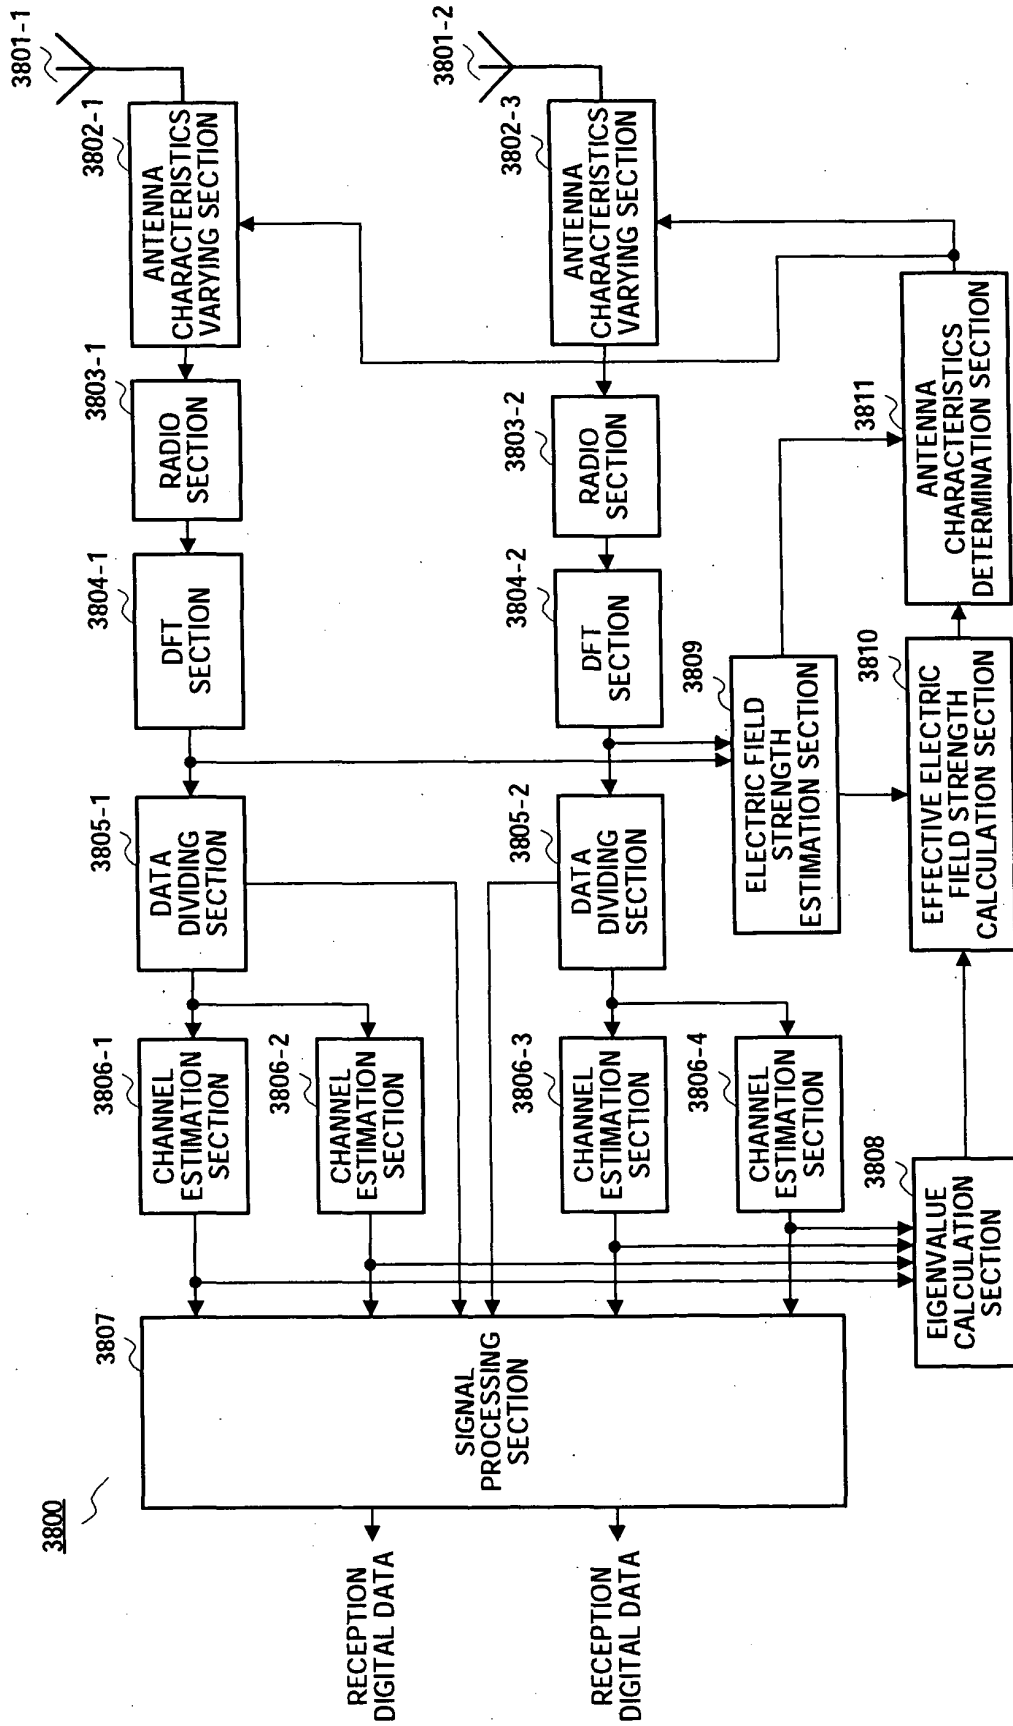 3800
3801-1
3802-1
ANTENNA
CHARACTERISTICS
VARYING SECTION
3803-1
RADIO
SECTION
3804-1
DFT
SECTION
3805-1
DATA
DIVIDING
SECTION
3806-1
CHANNEL
ESTIMATION
SECTION
3806-2
CHANNEL
ESTIMATION
SECTION
3807
SIGNAL
PROCESSING
SECTION
RECEPTION
DIGITAL DATA
RECEPTION
DIGITAL DATA
3801-2
3802-3
ANTENNA
CHARACTERISTICS
VARYING SECTION
3803-2
RADIO
SECTION
3804-2
DFT
SECTION
3805-2
DATA
DIVIDING
SECTION
3806-3
CHANNEL
ESTIMATION
SECTION
3806-4
CHANNEL
ESTIMATION
SECTION
3809
ELECTRIC FIELD
STRENGTH
ESTIMATION SECTION
3808
EIGENVALUE
CALCULATION
SECTION
3810
EFFECTIVE ELECTRIC
FIELD STRENGTH
CALCULATION SECTION
3811
ANTENNA
CHARACTERISTICS
DETERMINATION SECTION